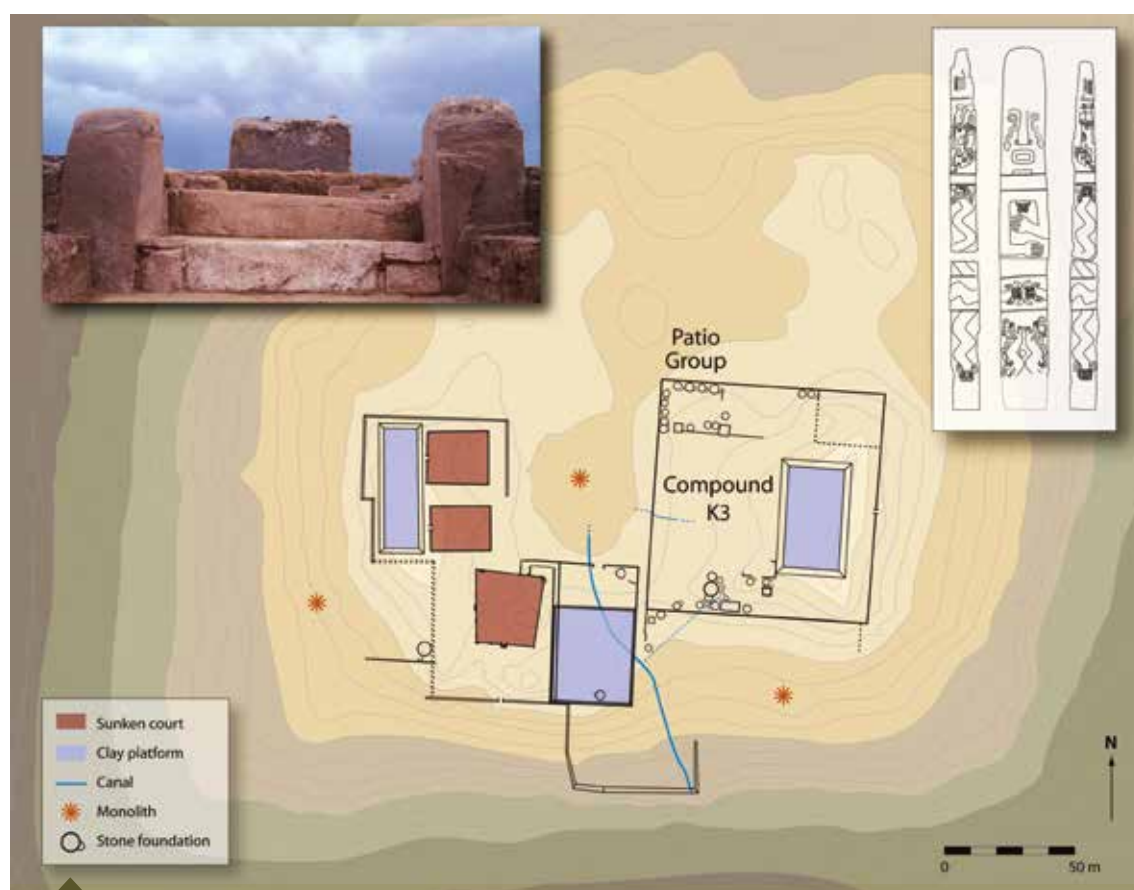 Patio
Group
Compound
K3
Sunken court
Clay platform
Canal
Monolith
Stone foundation
N
0 50 m